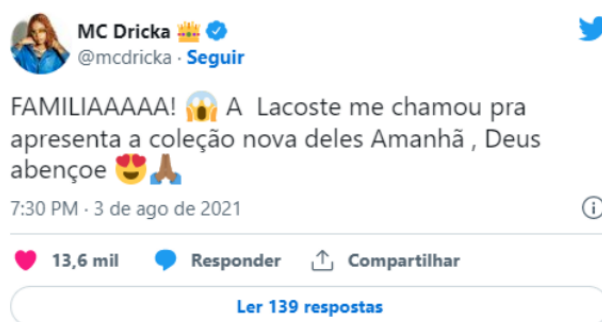 MC Dricka 👑
@mcdricka · Seguir
FAMILIAAAAA! 😱 A Lacoste me chamou pra
apresenta a coleção nova deles Amanhã , Deus
abençoe 😍🙏🏾
7:30 PM · 3 de ago de 2021
13,6 mil Responder Compartilhar
Ler 139 respostas